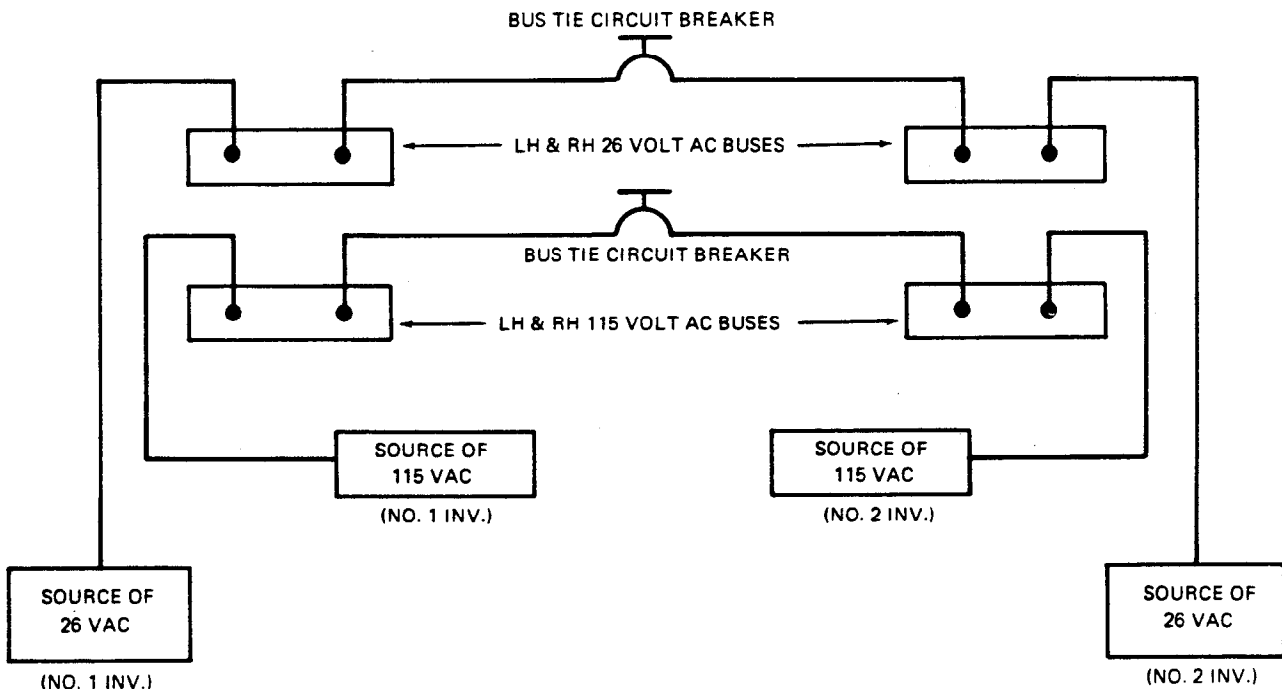 BUS TIE CIRCUIT BREAKER
LH & RH 26 VOLT AC BUSES
BUS TIE CIRCUIT BREAKER
LH & RH 115 VOLT AC BUSES
SOURCE OF
115 VAC
(NO. 1 INV.)
SOURCE OF
115 VAC
(NO. 2 INV.)
SOURCE OF
26 VAC
(NO. 1 INV.)
SOURCE OF
26 VAC
(NO. 2 INV.)